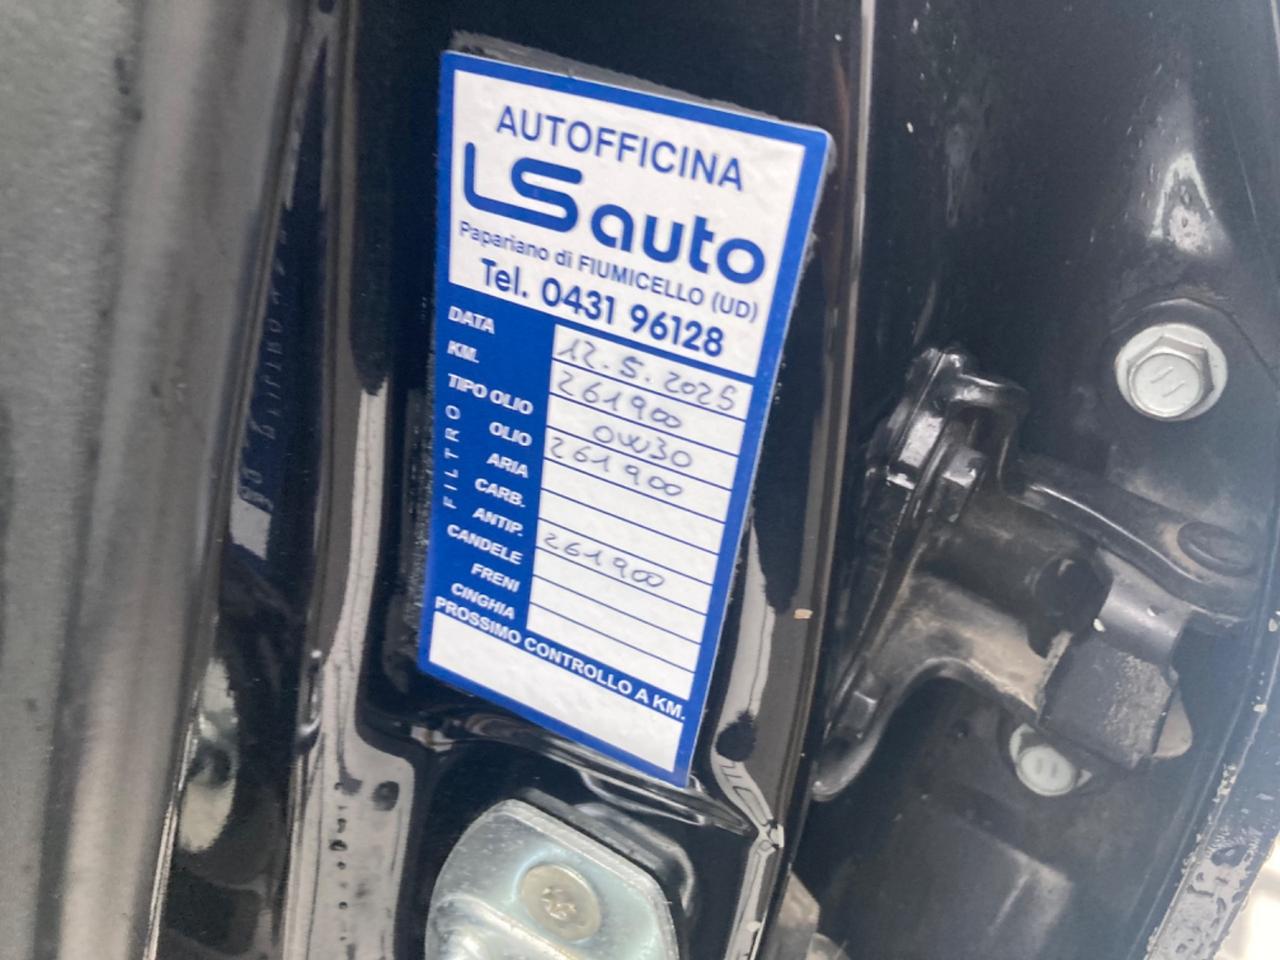 AUTOFFICINA
LS auto
Papariano di FIUMICELLO (UD)
Tel. 0431 96128
DATA 12.5.2025
KM. 261900
TIPO OLIO 0W30
FILTRO
OLIO 261900
ARIA
CARB.
ANTIP. 261900
CANDELE
FRENI
CINGHIA
PROSSIMO CONTROLLO A KM.